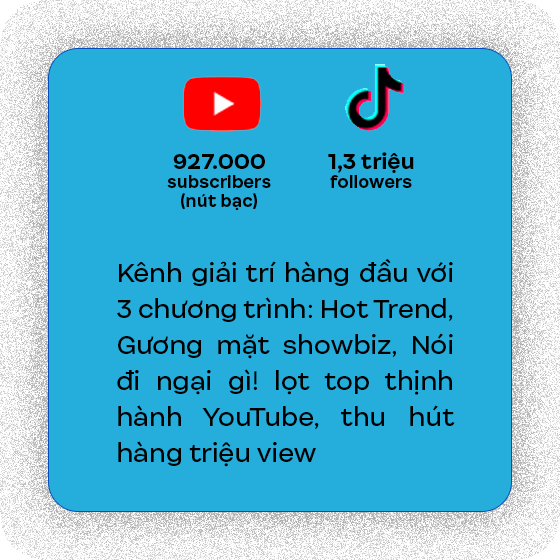 927.000
subscribers
(nút bạc)
1,3 triệu
followers
Kênh giải trí hàng đầu với
3 chương trình: Hot Trend,
Gương mặt showbiz, Nói
đi ngại gì! lọt top thịnh
hành YouTube, thu hút
hàng triệu view